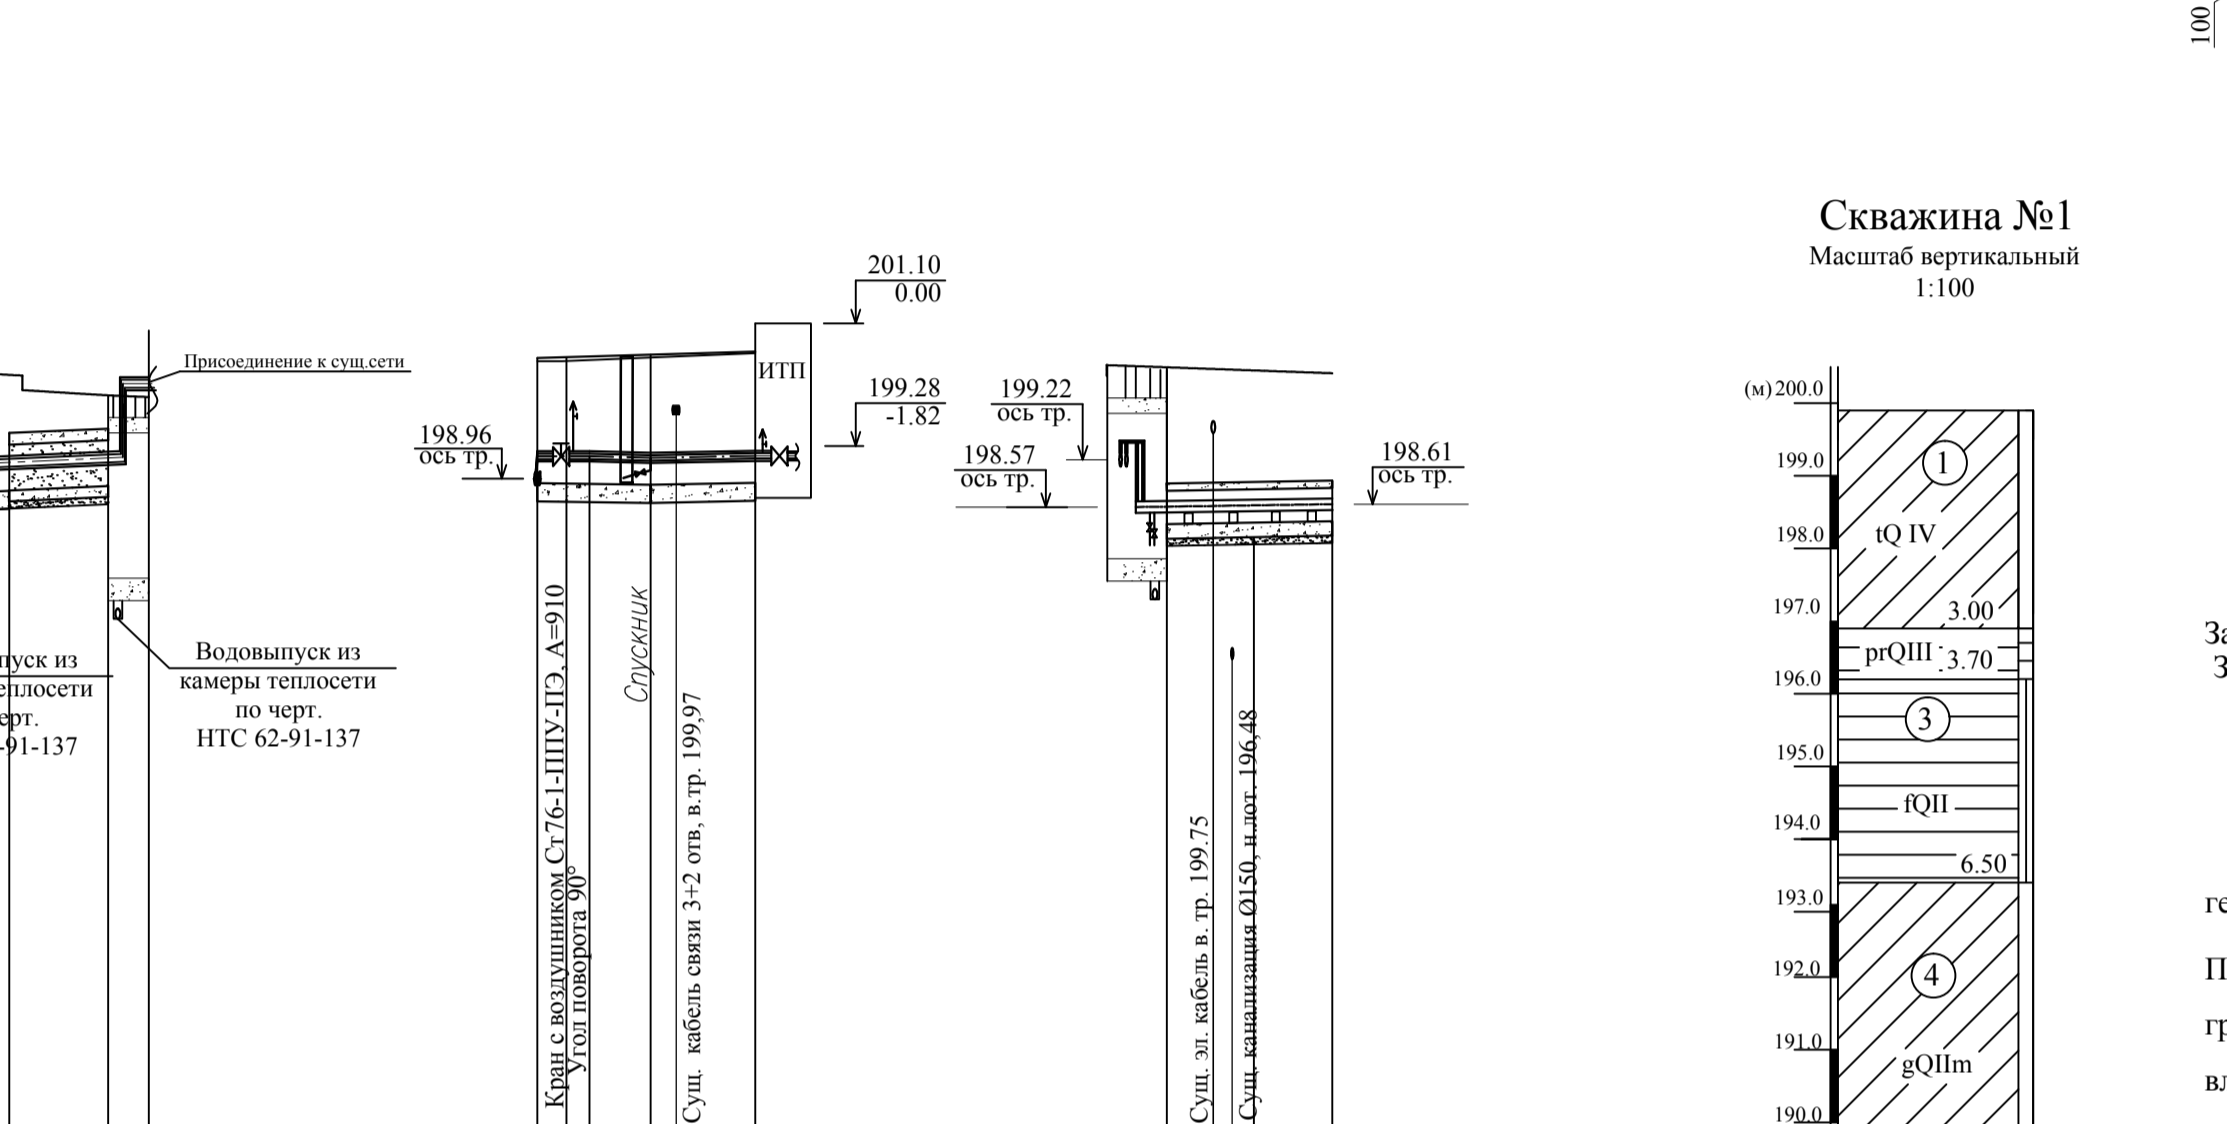 100
Скважина №1
Масштаб вертикальный
1:100
201.10
0.00
Присоединение к сущ.сети
ИТП
199.28
-1.82
198.96
ось тр.
199.22
ось тр.
198.57
ось тр.
198.61
ось тр.
Водовыпуск из
камеры теплосети
по черт.
НТС 62-91-137
еплосети
-91-137
Кран с воздушником Ст76-1-ППУ-ПЭ, А=910
Угол поворота 90°
Спускник
Сущ. кабель связи 3+2 отв, в.тр. 199,97
Сущ. эл. кабель в. тр. 199.75
Сущ. канализация Ø150, н.лот. 196,48
(м) 200.0
199.0
198.0
197.0
196.0
195.0
194.0
193.0
192.0
191.0
190.0
1
tQ IV
3.00
prQIII 3.70
3
fQII
6.50
4
gQIIm